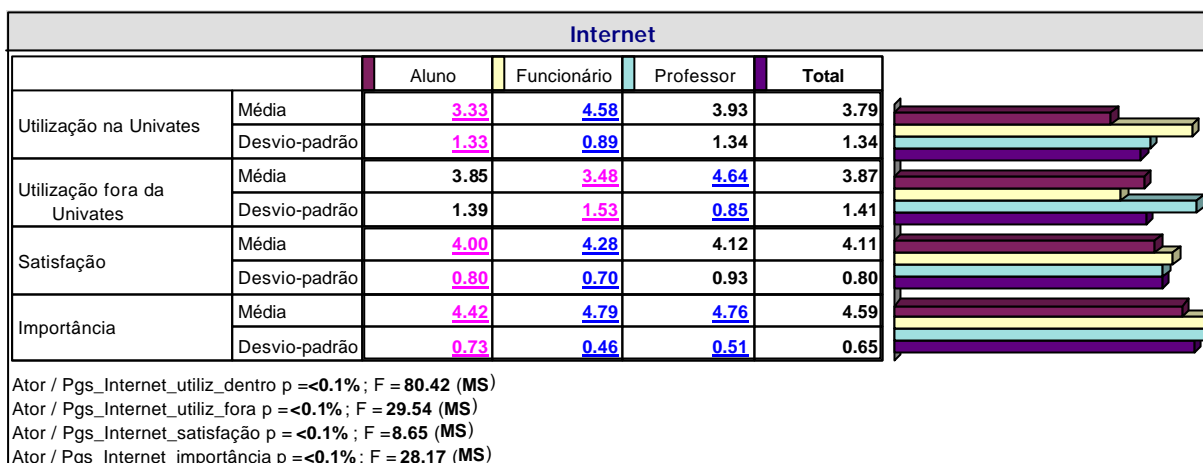 Internet
Aluno Funcionário Professor Total
Utilização na Univates
Média 3.33 4.58 3.93 3.79
Desvio-padrão 1.33 0.89 1.34 1.34
Utilização fora da
Univates
Média 3.85 3.48 4.64 3.87
Desvio-padrão 1.39 1.53 0.85 1.41
Satisfação
Média 4.00 4.28 4.12 4.11
Desvio-padrão 0.80 0.70 0.93 0.80
Importância
Média 4.42 4.79 4.76 4.59
Desvio-padrão 0.73 0.46 0.51 0.65
Ator / Pgs_Internet_utiliz_dentro p =<0.1% ; F = 80.42 (MS)
Ator / Pgs_Internet_utiliz_fora p =<0.1% ; F = 29.54 (MS)
Ator / Pgs_Internet_satisfação p = <0.1% ; F =8.65 (MS)
Ator / Pgs_Internet_importância p =<0.1% ; F = 28.17 (MS)